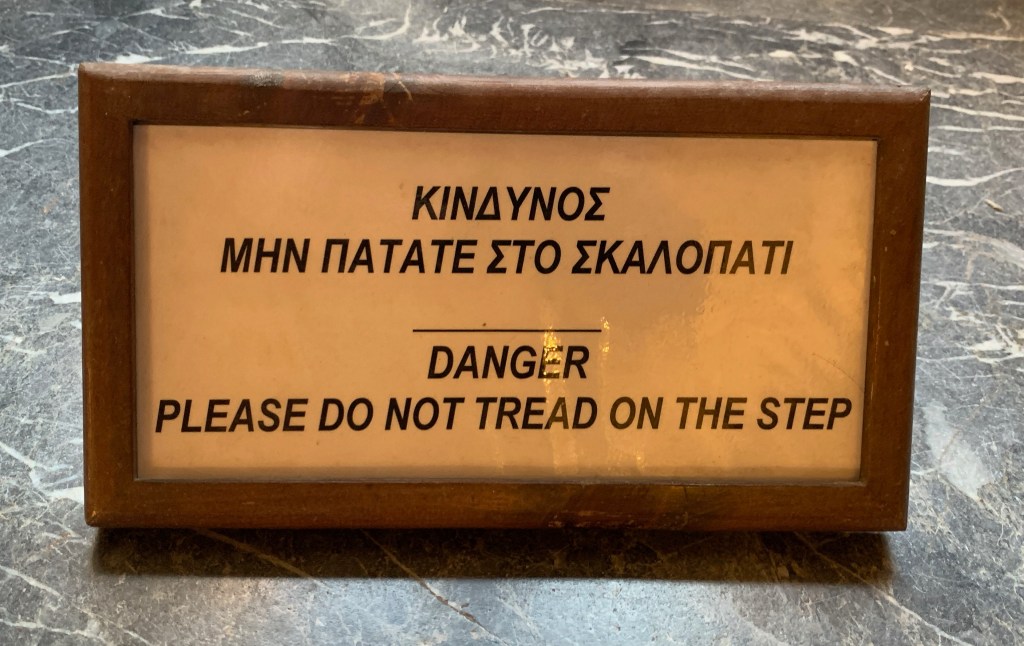 ΚΙΝΔΥΝΟΣ
ΜΗΝ ΠΑΤΑΤΕ ΣΤΟ ΣΚΑΛΟΠΑΤΙ
DANGER
PLEASE DO NOT TREAD ON THE STEP